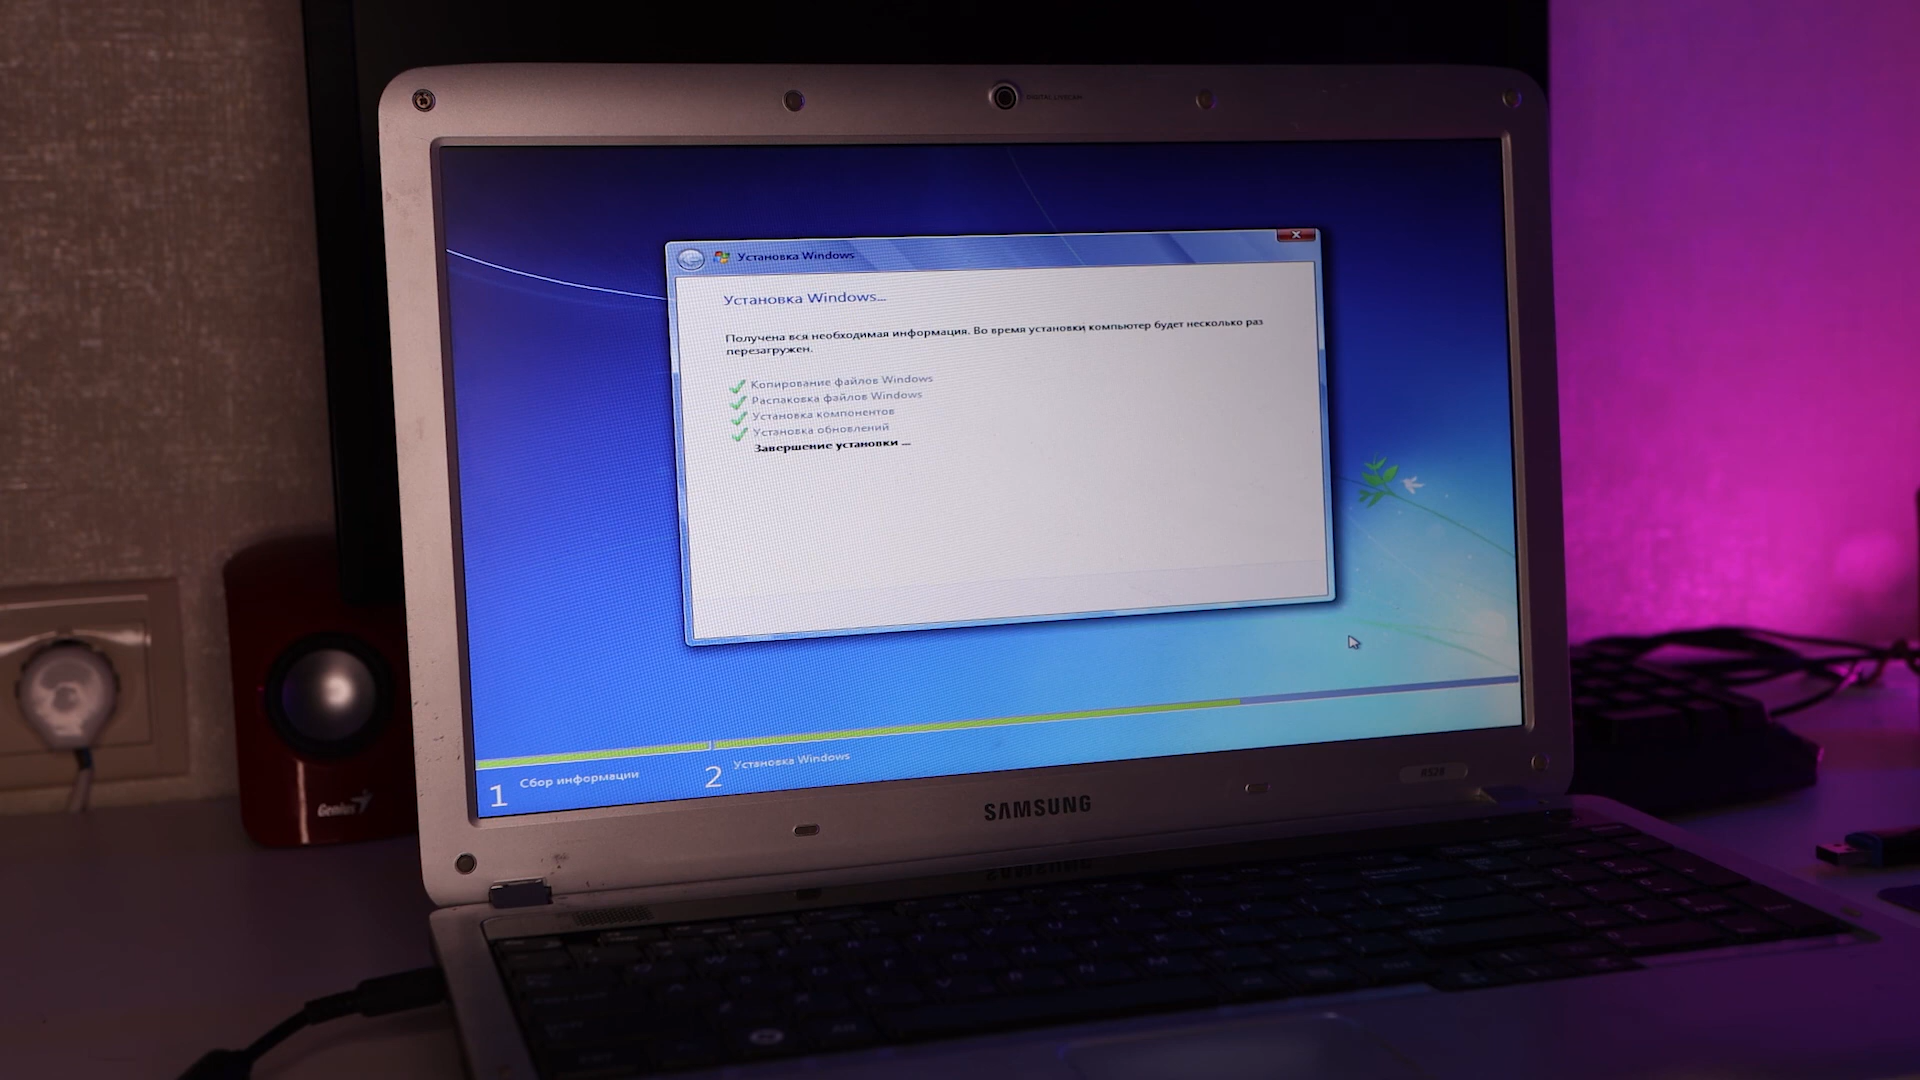 Установка Windows
Установка Windows...
Получена вся необходимая информация. Во время установки компьютер будет несколько раз
перезагружен.
Копирование файлов Windows
Распаковка файлов Windows
Установка компонентов
Установка обновлений
Завершение установки ...
1 Сбор информации
2 Установка Windows
SAMSUNG
R528
Genius